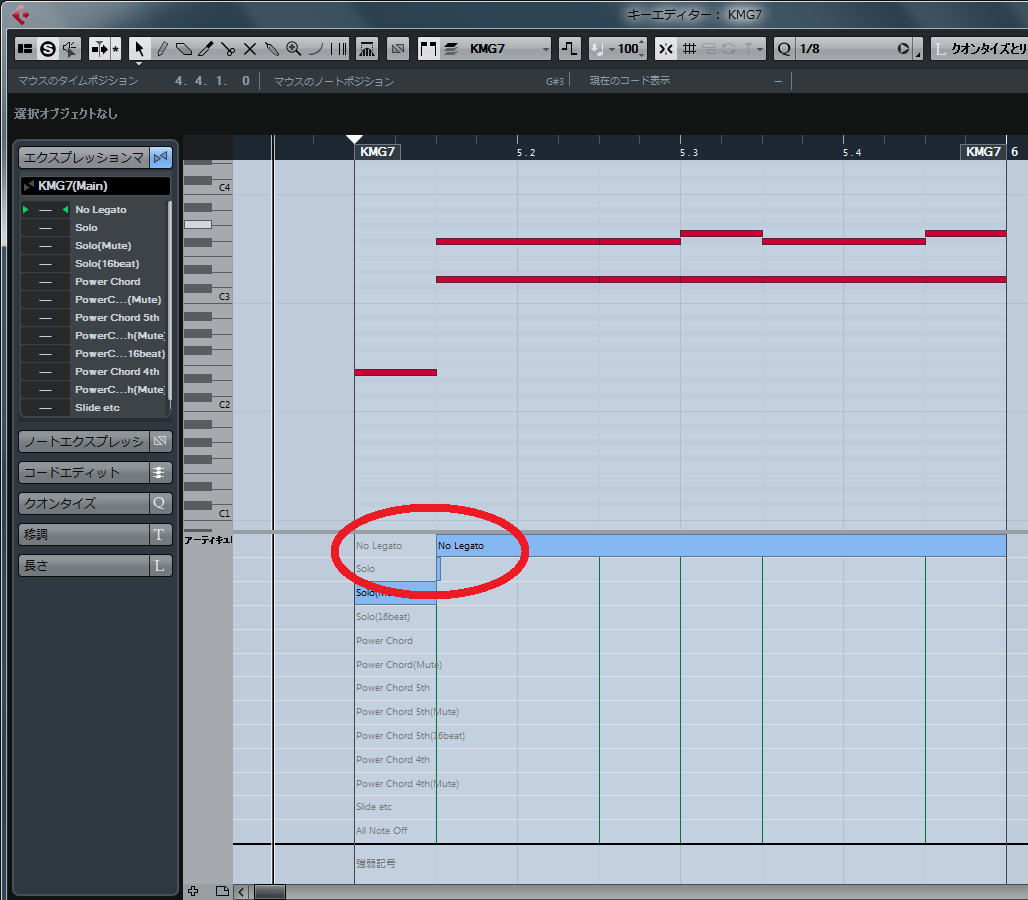 キーエディター： KMG7
S KMG7 100 Q 1/8 L クオンタイズとリ
マウスのタイムポジション 4. 4. 1. 0 マウスのノートポジション G#3 現在のコード表示 –
選択オブジェクトなし
エクスプレッションマ
KMG7(Main)
No Legato
Solo
Solo(Mute)
Solo(16beat)
Power Chord
PowerC...(Mute)
Power Chord 5th
PowerC...h(Mute)
PowerC...16beat)
Power Chord 4th
PowerC...h(Mute)
Slide etc
ノートエクスプレッシ
コードエディット
クオンタイズ Q
移調 T
長さ L
KMG7 5.2 5.3 5.4 KMG7 6
C4
C3
C2
C1
アーティキュ
No Legato No Legato
Solo
Solo(16beat)
Power Chord
Power Chord(Mute)
Power Chord 5th
Power Chord 5th(Mute)
Power Chord 5th(16beat)
Power Chord 4th
Power Chord 4th(Mute)
Slide etc
All Note Off
強弱記号